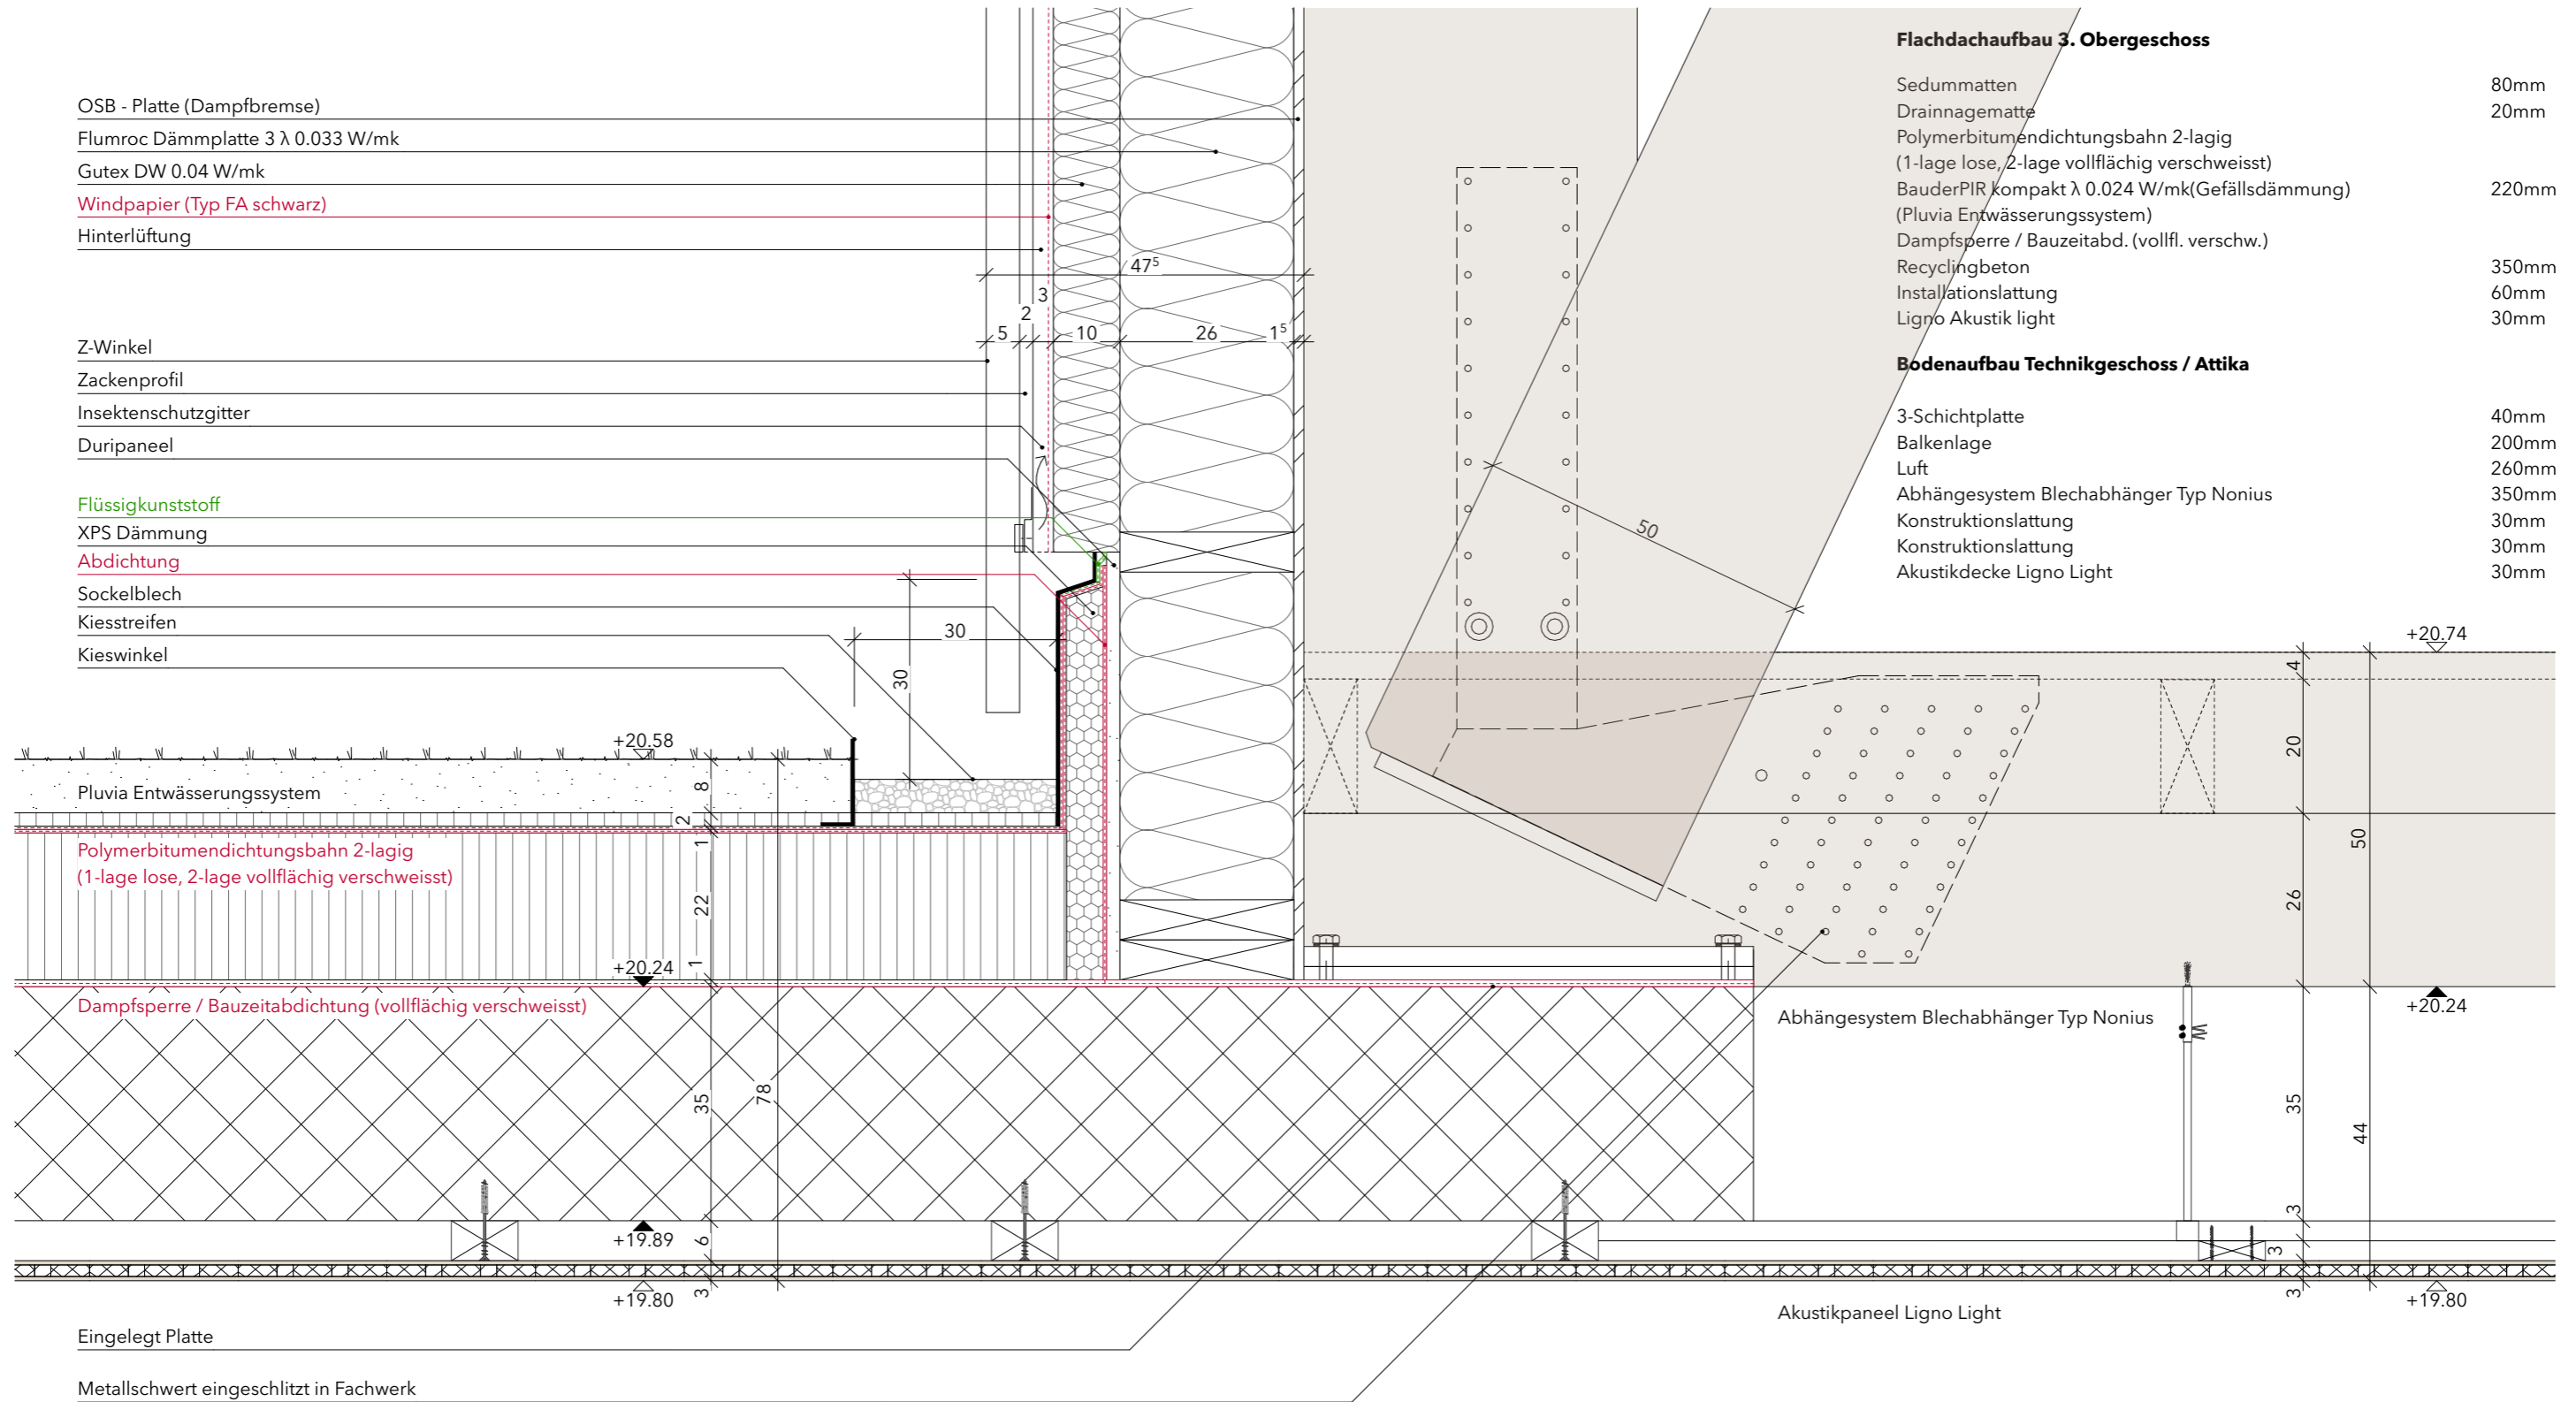 OSB - Platte (Dampfbremse)
Flumroc Dämmplatte 3 λ 0.033 W/mk
Gutex DW 0.04 W/mk
Windpapier (Typ FA schwarz)
Hinterlüftung
Z-Winkel
Zackenprofil
Insektenschutzgitter
Duripaneel
Flüssigkunststoff
XPS Dämmung
Abdichtung
Sockelblech
Kiesstreifen
Kieswinkel
47⁵
3
2
5
10
26
1⁵
30
30
50
Flachdachaufbau 3. Obergeschoss
Sedummatten 80mm
Drainnagematte 20mm
Polymerbitumendichtungsbahn 2-lagig
(1-lage lose, 2-lage vollflächig verschweisst)
BauderPIR kompakt λ 0.024 W/mk(Gefällsdämmung) 220mm
(Pluvia Entwässerungssystem)
Dampfsperre / Bauzeitabd. (vollfl. verschw.)
Recyclingbeton 350mm
Installationslattung 60mm
Ligno Akustik light 30mm
Bodenaufbau Technikgeschoss / Attika
3-Schichtplatte 40mm
Balkenlage 200mm
Luft 260mm
Abhängesystem Blechabhänger Typ Nonius 350mm
Konstruktionslattung 30mm
Konstruktionslattung 30mm
Akustikdecke Ligno Light 30mm
+20.58
Pluvia Entwässerungssystem
Polymerbitumendichtungsbahn 2-lagig
(1-lage lose, 2-lage vollflächig verschweisst)
+20.24
Dampfsperre / Bauzeitabdichtung (vollflächig verschweisst)
8
2
1
22
1
35
78
6
3
+19.89
+19.80
+20.74
4
20
50
26
+20.24
Abhängesystem Blechabhänger Typ Nonius
35
44
3
3
3
+19.80
Akustikpaneel Ligno Light
Eingelegt Platte
Metallschwert eingeschlitzt in Fachwerk